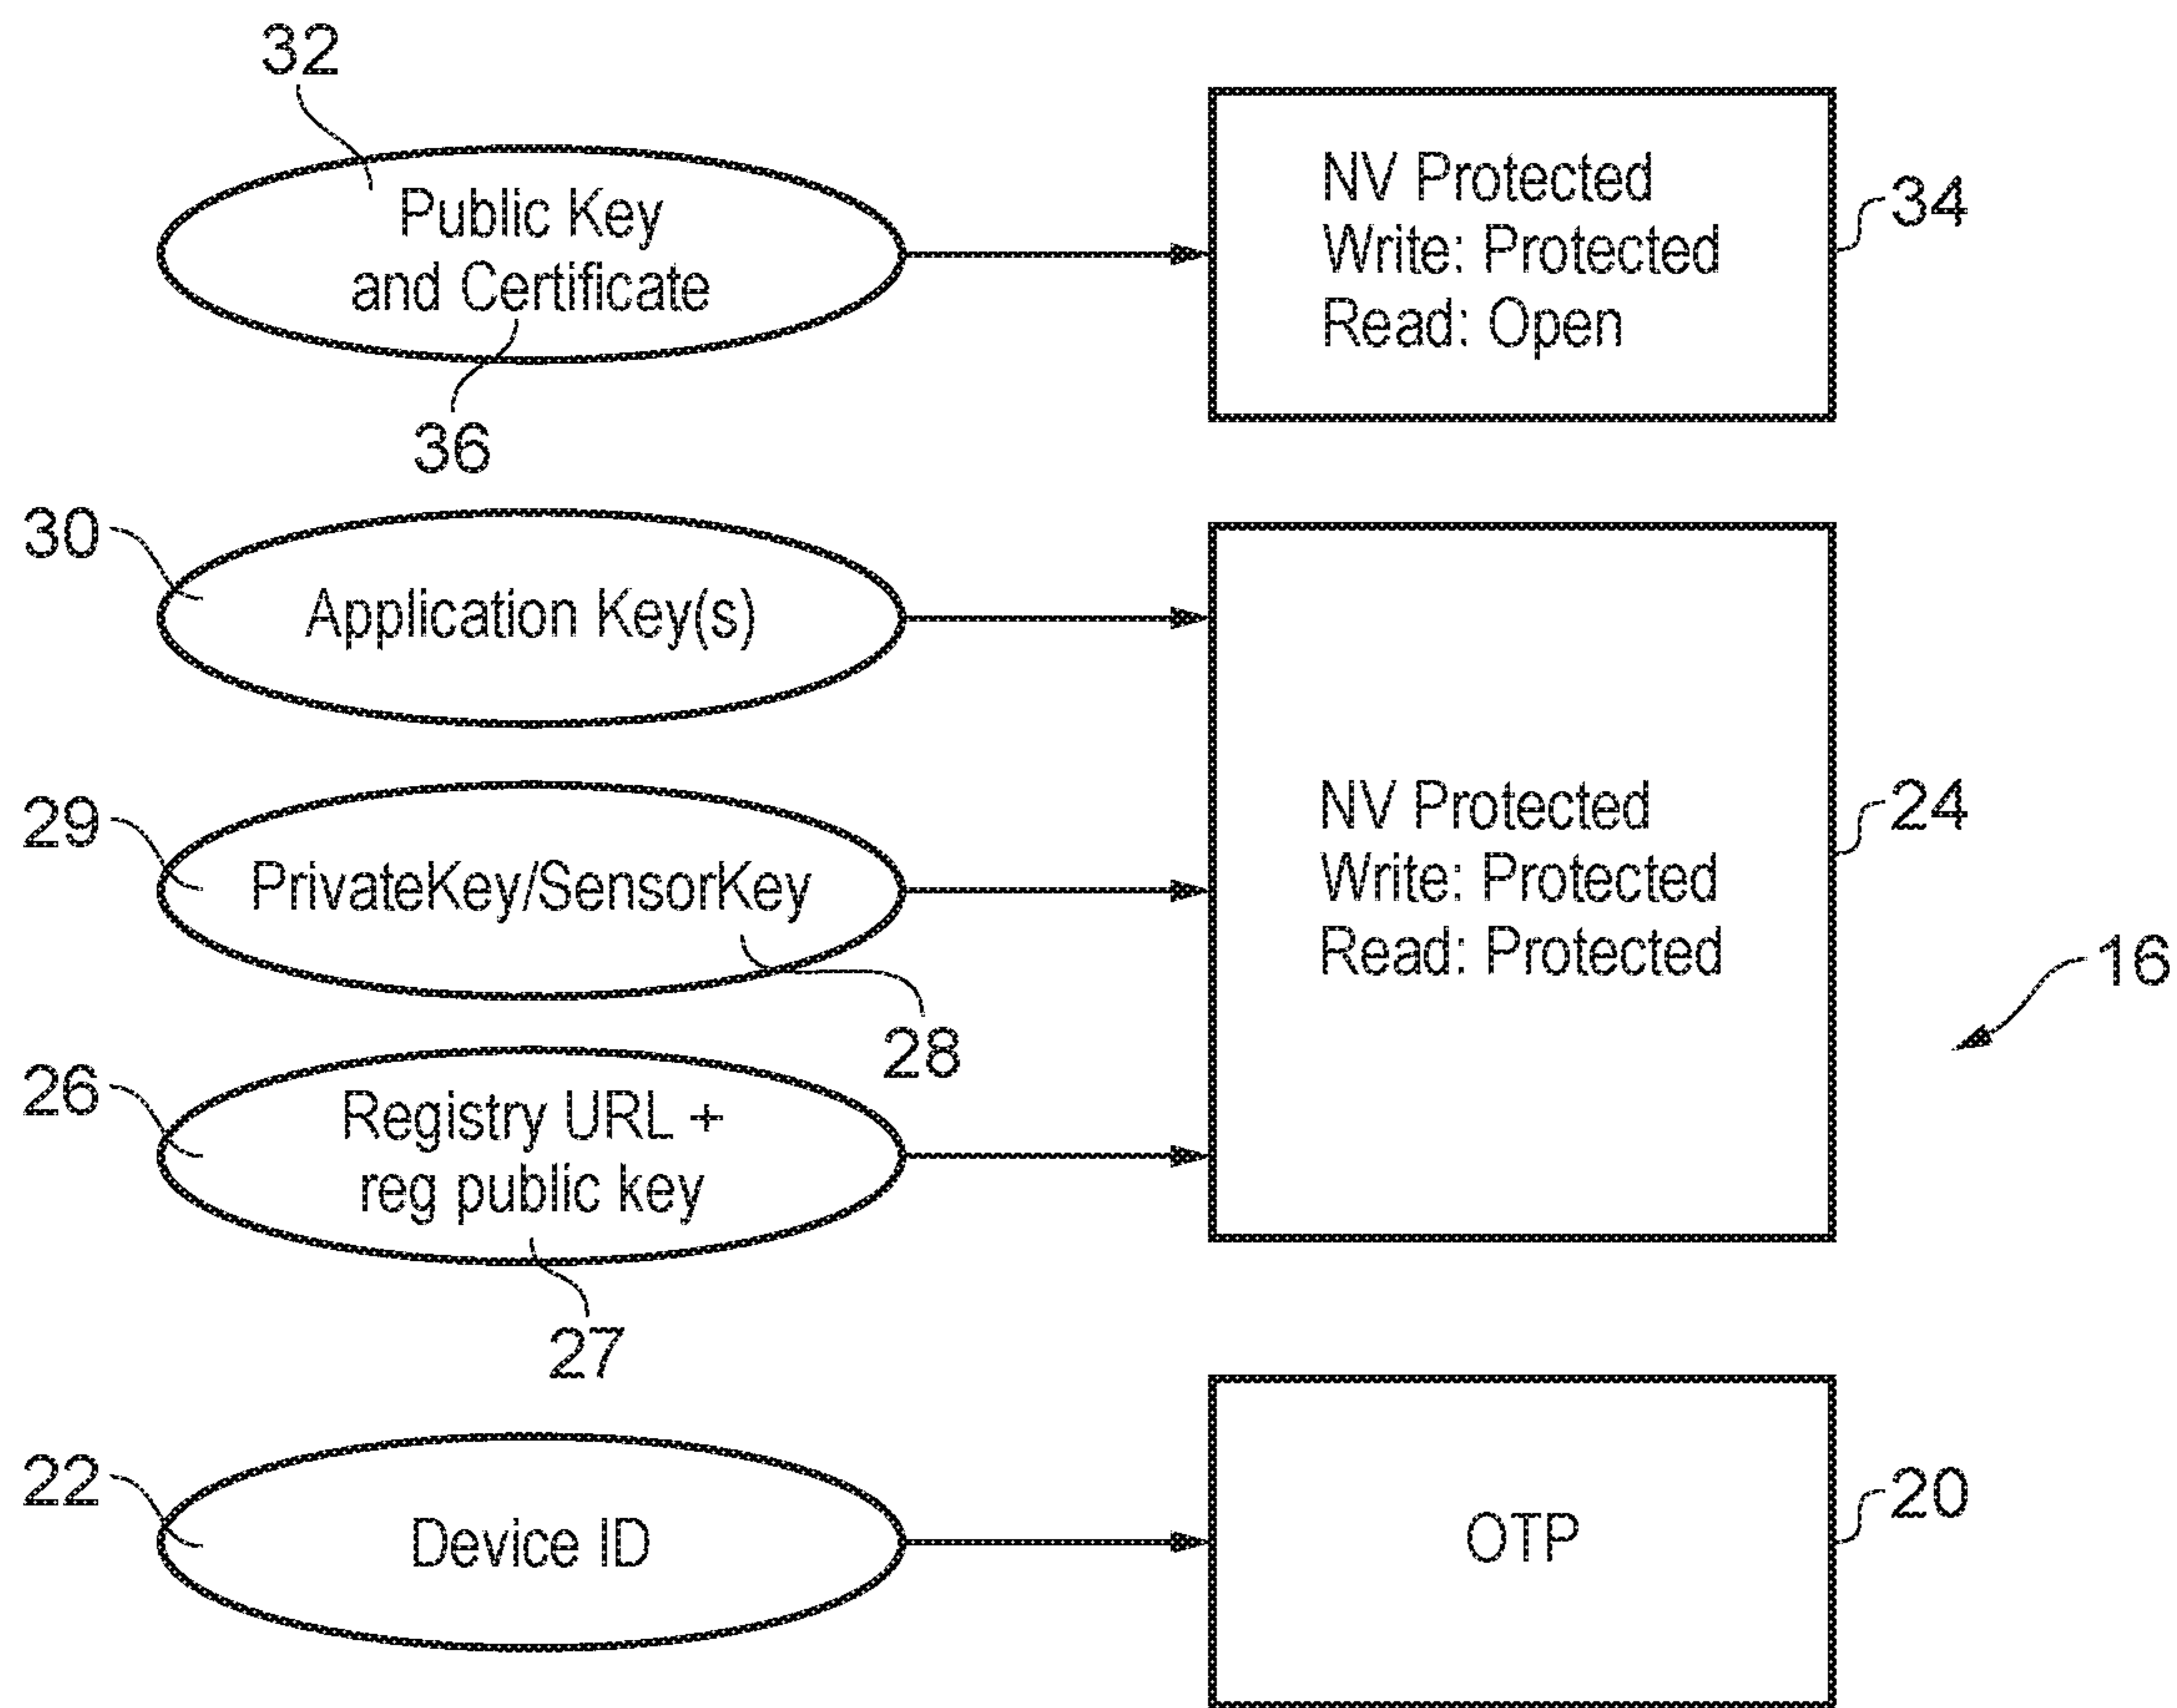 32
Public Key
and Certificate
36
NV Protected
Write: Protected
Read: Open
34
30
Application Key(s)
29
PrivateKey/SensorKey
28
26
Registry URL +
reg public key
27
NV Protected
Write: Protected
Read: Protected
24
16
22
Device ID
OTP
20